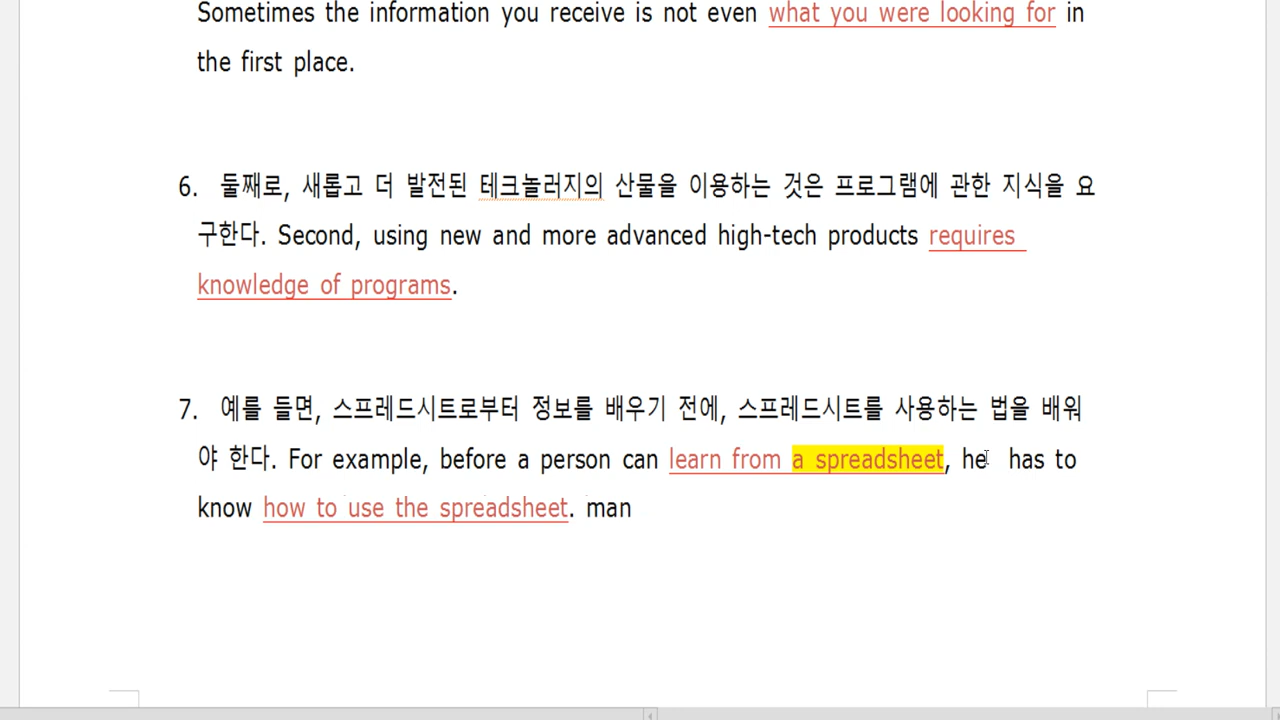 Sometimes the information you receive is not even what you were looking for in
the first place.
6. 둘째로, 새롭고 더 발전된 테크놀러지의 산물을 이용하는 것은 프로그램에 관한 지식을 요
구한다. Second, using new and more advanced high-tech products requires
knowledge of programs.
7. 예를 들면, 스프레드시트로부터 정보를 배우기 전에, 스프레드시트를 사용하는 법을 배워
야 한다. For example, before a person can learn from a spreadsheet, he has to
know how to use the spreadsheet. man